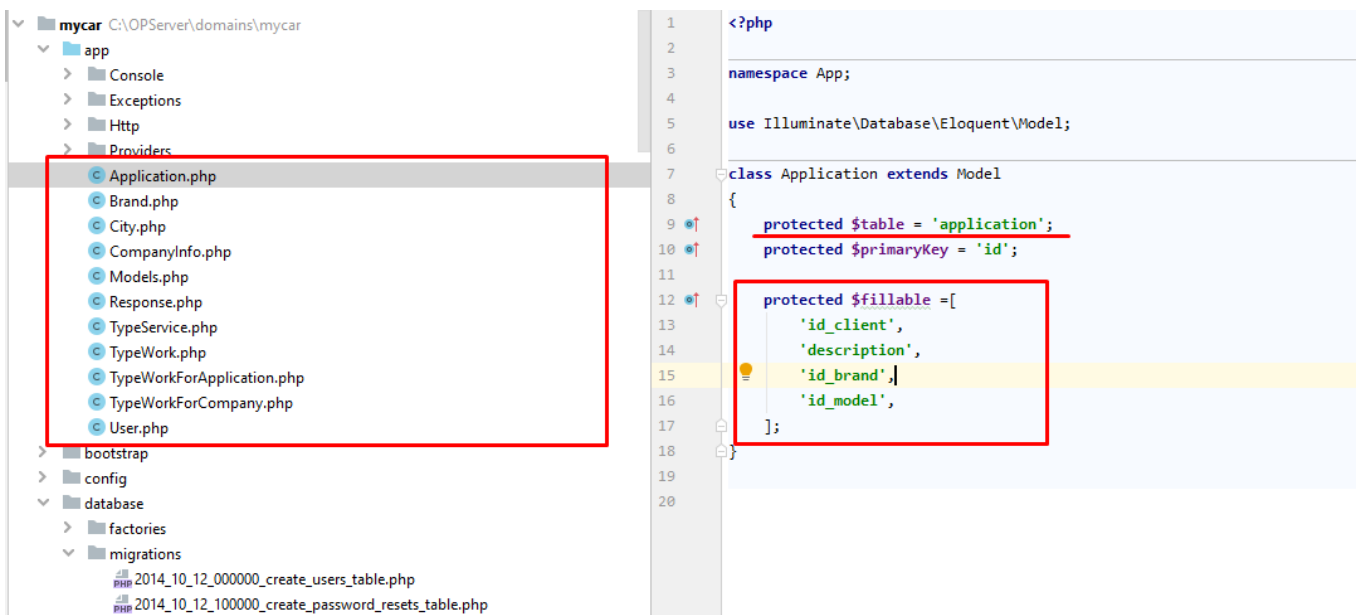 mycar C:\OPServer\domains\mycar
app
Console
Exceptions
Http
Providers
Application.php
Brand.php
City.php
CompanyInfo.php
Models.php
Response.php
TypeService.php
TypeWork.php
TypeWorkForApplication.php
TypeWorkForCompany.php
User.php
bootstrap
config
database
factories
migrations
PHP 2014_10_12_000000_create_users_table.php
PHP 2014_10_12_100000_create_password_resets_table.php
1 <?php
2
3 namespace App;
4
5 use Illuminate\Database\Eloquent\Model;
6
7 class Application extends Model
8 {
9 protected $table = 'application';
10 protected $primaryKey = 'id';
11
12 protected $fillable =[
13 'id_client',
14 'description',
15 'id_brand',
16 'id_model',
17 ];
18 }
19
20